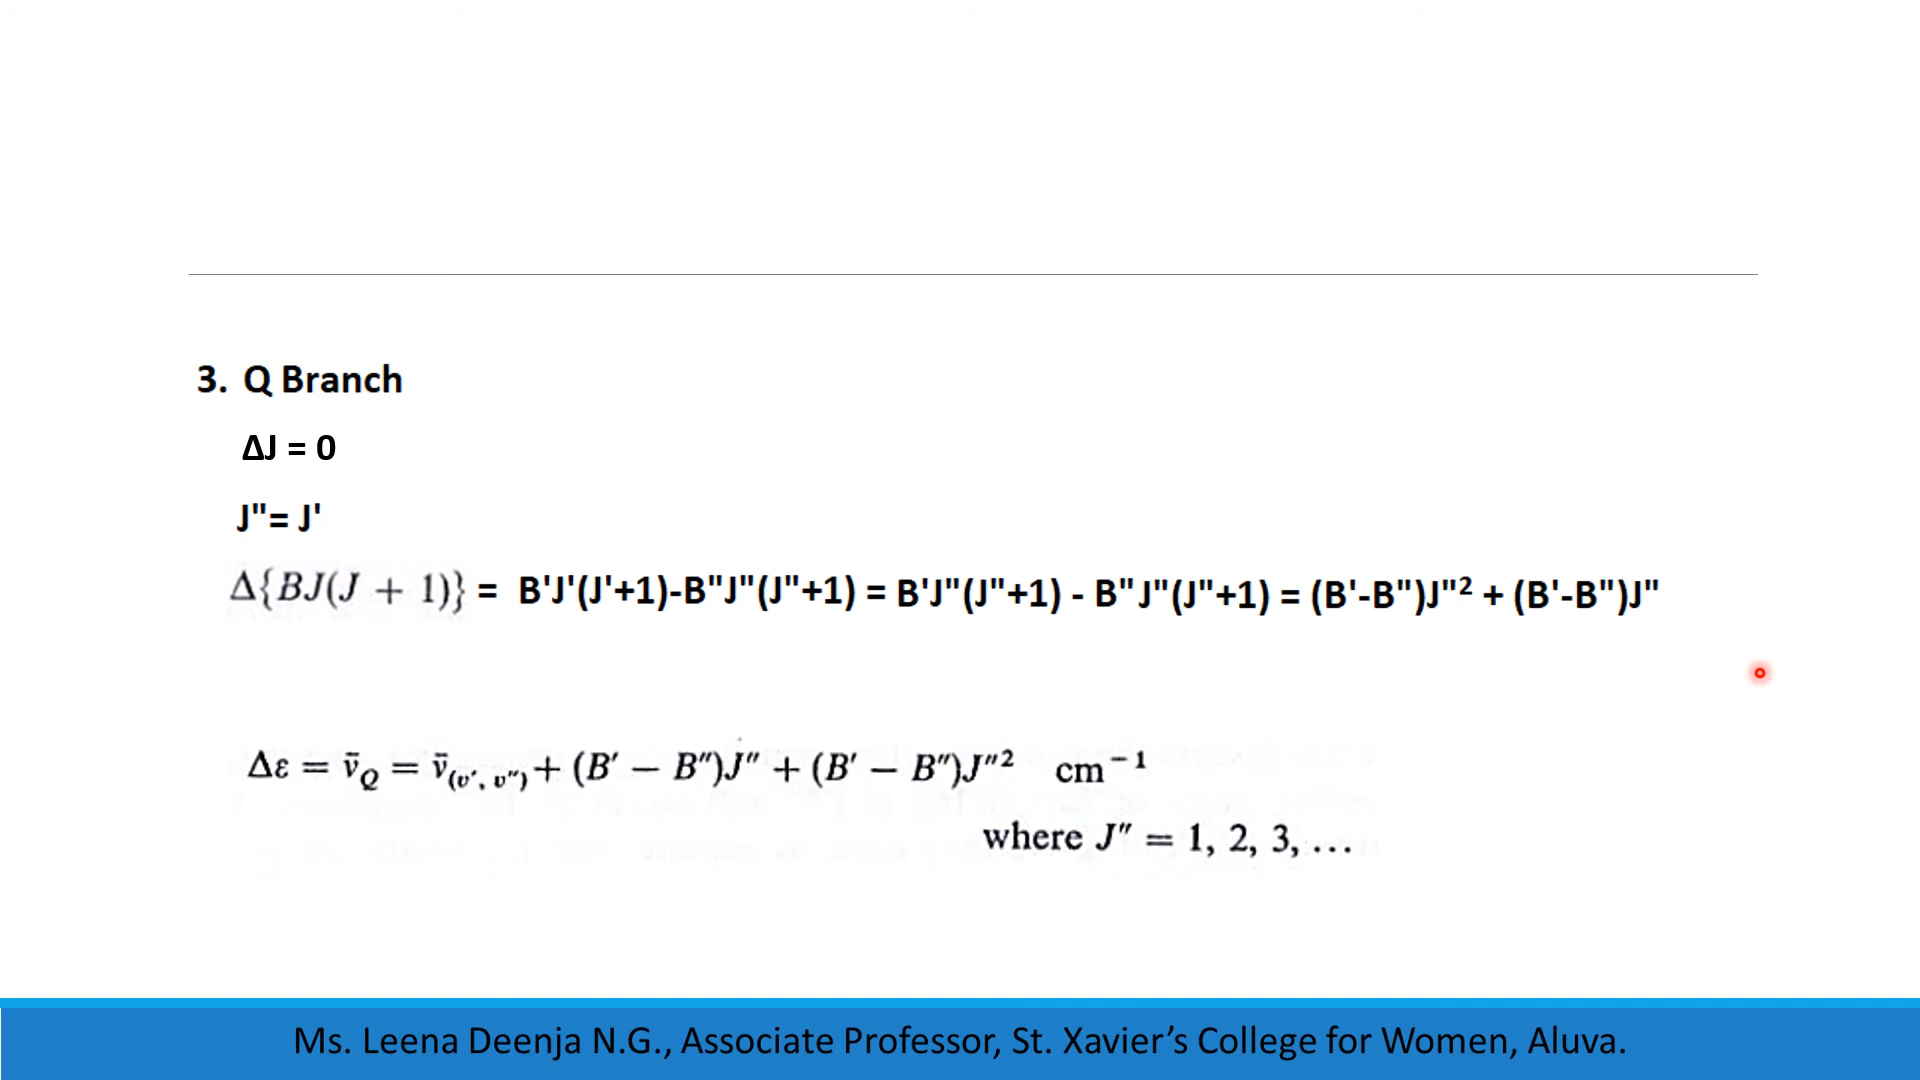 3. Q Branch
ΔJ = 0
J"= J'
Δ{BJ(J + 1)} = B'J'(J'+1)-B"J"(J"+1) = B'J"(J"+1) - B"J"(J"+1) = (B'-B")J"² + (B'-B")J"
Δε = ν̄_Q = ν̄_(v′, v″) + (B′ − B″)J″ + (B′ − B″)J″² cm⁻¹
where J″ = 1, 2, 3, ...
Ms. Leena Deenja N.G., Associate Professor, St. Xavier’s College for Women, Aluva.